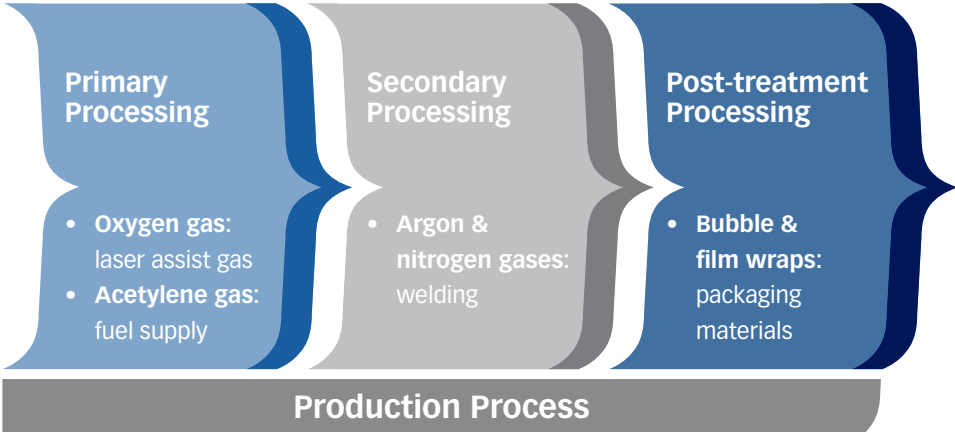 Primary
Processing
• Oxygen gas:
laser assist gas
• Acetylene gas:
fuel supply
Secondary
Processing
• Argon &
nitrogen gases:
welding
Post-treatment
Processing
• Bubble &
film wraps:
packaging
materials
Production Process